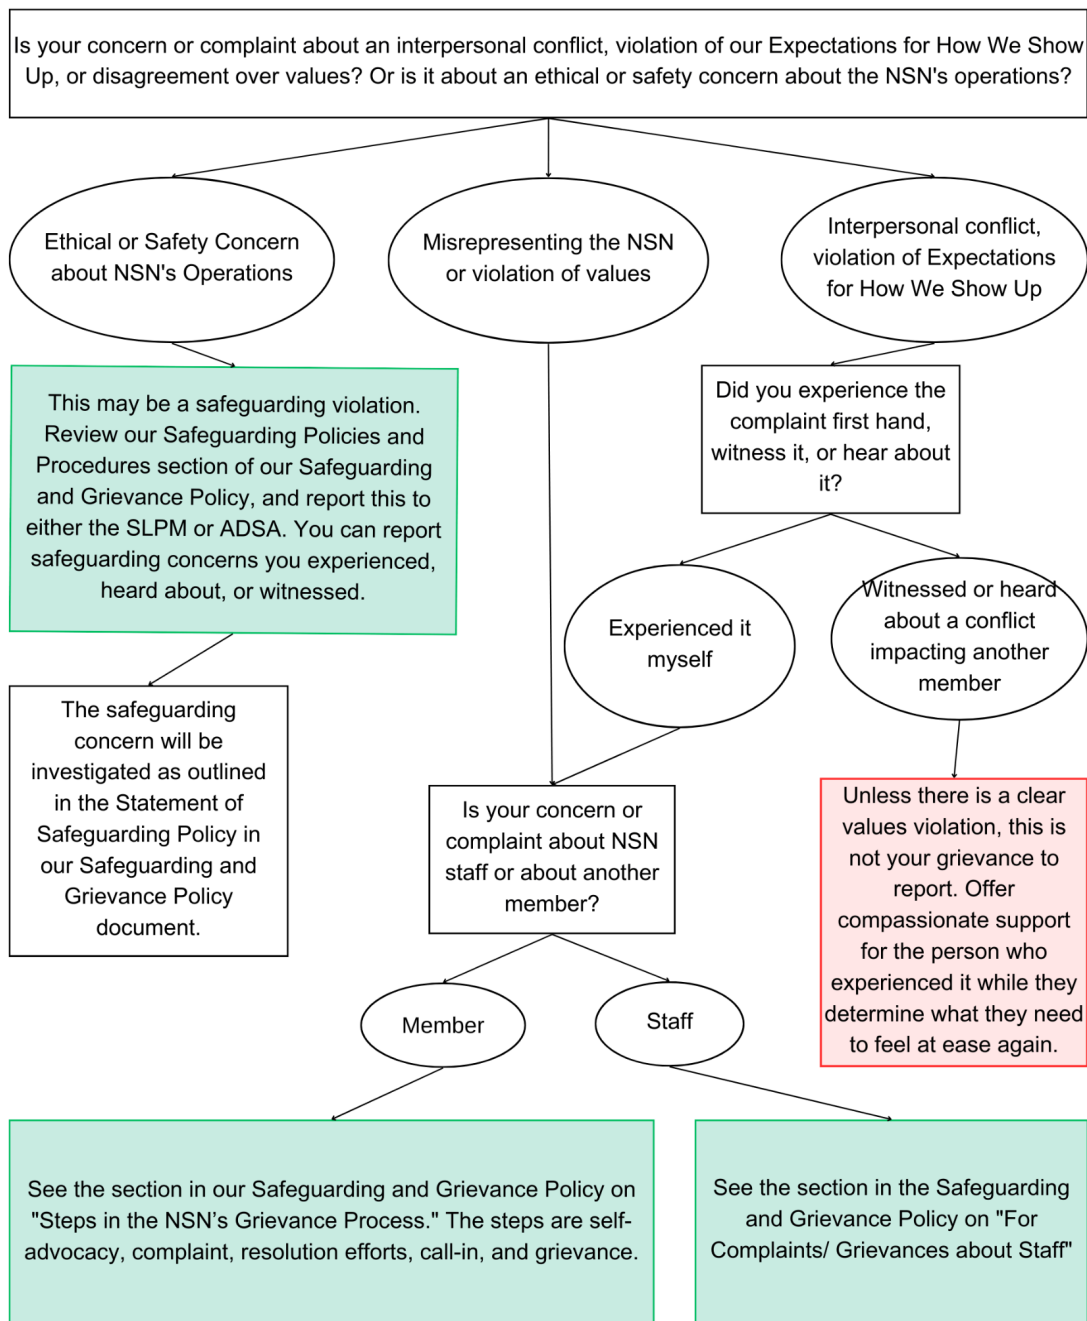 Is your concern or complaint about an interpersonal conflict, violation of our Expectations for How We Show
Up, or disagreement over values? Or is it about an ethical or safety concern about the NSN's operations?
Ethical or Safety Concern
about NSN's Operations
Misrepresenting the NSN
or violation of values
Interpersonal conflict,
violation of Expectations
for How We Show Up
This may be a safeguarding violation.
Review our Safeguarding Policies and
Procedures section of our Safeguarding
and Grievance Policy, and report this to
either the SLPM or ADSA. You can report
safeguarding concerns you experienced,
heard about, or witnessed.
Did you experience the
complaint first hand,
witness it, or hear about
it?
Experienced it
myself
Witnessed or heard
about a conflict
impacting another
member
The safeguarding
concern will be
investigated as outlined
in the Statement of
Safeguarding Policy in
our Safeguarding and
Grievance Policy
document.
Is your concern or
complaint about NSN
staff or about another
member?
Unless there is a clear
values violation, this is
not your grievance to
report. Offer
compassionate support
for the person who
experienced it while they
determine what they need
to feel at ease again.
Member
Staff
See the section in our Safeguarding and Grievance Policy on
"Steps in the NSN’s Grievance Process." The steps are self-
advocacy, complaint, resolution efforts, call-in, and grievance.
See the section in the Safeguarding
and Grievance Policy on "For
Complaints/ Grievances about Staff"